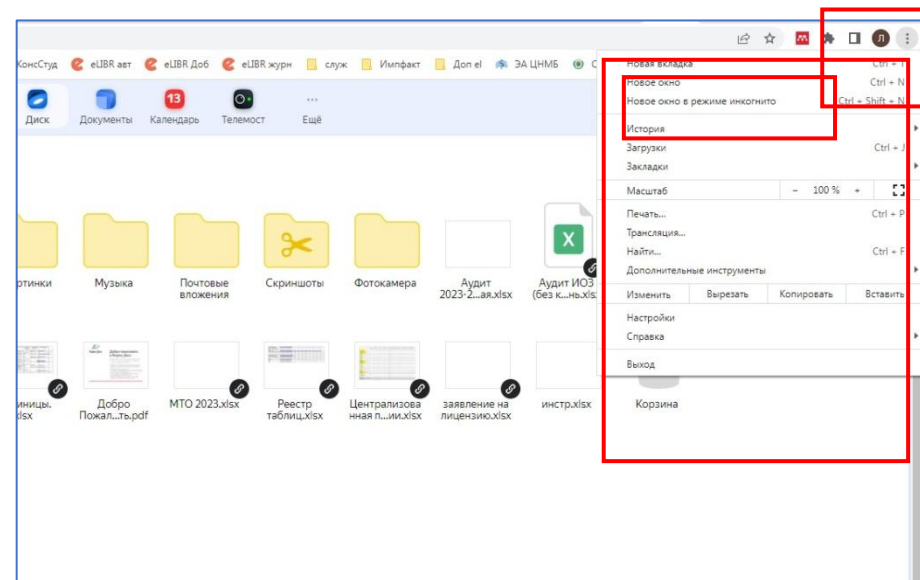 КонсСтуд eLIBR авт eLIBR Доб eLIBR журн служ Импфакт Доп el ЭА ЦНМБ
Л
13
Диск Документы Календарь Телемост Ещё
Новая вкладка
Новое окно Ctrl + N
Новое окно в режиме инкогнито Ctrl + Shift + N
История
Загрузки Ctrl + J
Закладки
Масштаб - 100 % +
Печать... Ctrl + P
Трансляция...
Найти... Ctrl + F
Дополнительные инструменты
Изменить Вырезать Копировать Вставить
Настройки
Справка
Выход
X
ртинки Музыка Почтовые Скриншоты Фотокамера Аудит Аудит ИОЗ
вложения 2023-2...ая.xlsx (без к...нь.xls
иницы. Добро МТО 2023.xlsx Реестр Централизова заявление на инстр.xlsx Корзина
xlsx Пожал...ть.pdf таблиц.xlsx нная п...ии.xlsx лицензию.xlsx